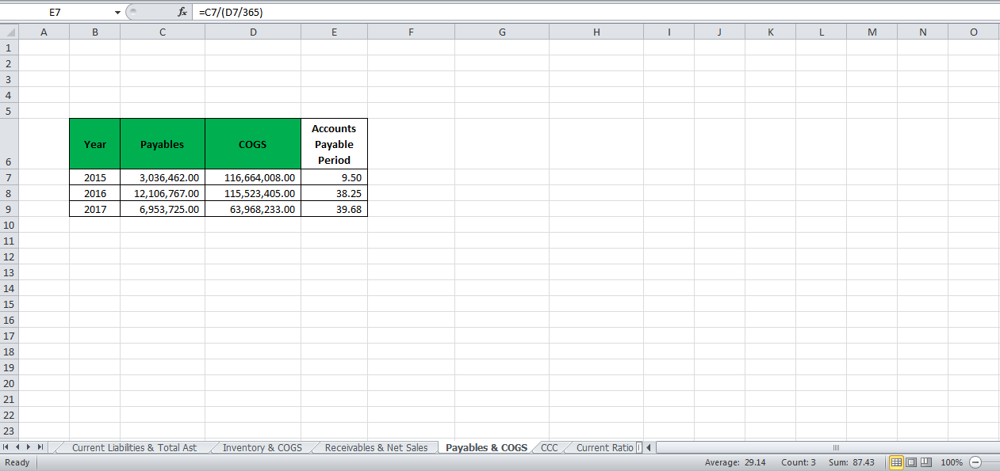 E7 fx =C7/(D7/365)
A B C D E F G H I J K L M N O
1
2
3
4
5
Accounts
Year Payables COGS Payable
6 Period
7 2015 3,036,462.00 116,664,008.00 9.50
8 2016 12,106,767.00 115,523,405.00 38.25
9 2017 6,953,725.00 63,968,233.00 39.68
10
11
12
13
14
15
16
17
18
19
20
21
22
23
Current Liabilities & Total Ast Inventory & COGS Receivables & Net Sales Payables & COGS CCC Current Ratio
Ready Average: 29.14 Count: 3 Sum: 87.43 100%